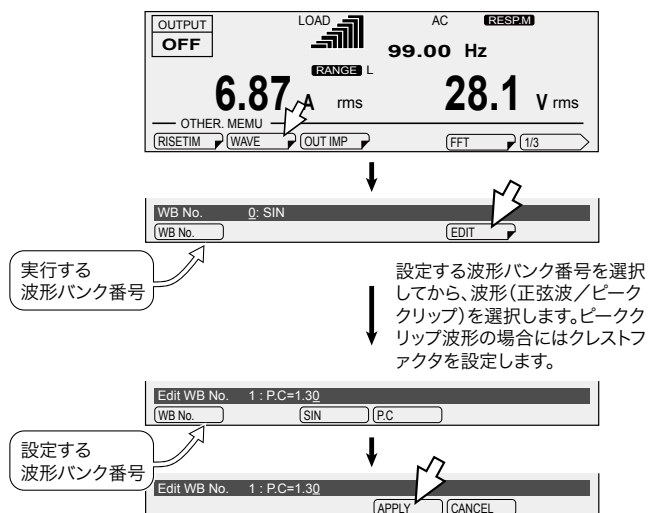 OUTPUT
OFF
LOAD
AC
RESP.M
99.00 Hz
RANGE L
6.87 A rms
28.1 V rms
OTHER. MEMU
RISETIM
WAVE
OUT IMP
FFT
1/3
WB No. 0: SIN
WB No.
EDIT
実行する
波形バンク番号
設定する波形バンク番号を選択
してから、波形(正弦波／ピーク
クリップ)を選択します。ピークク
リップ波形の場合にはクレストフ
ァクタを設定します。
Edit WB No. 1 : P.C=1.30
WB No.
SIN
P.C
設定する
波形バンク番号
Edit WB No. 1 : P.C=1.30
APPLY
CANCEL